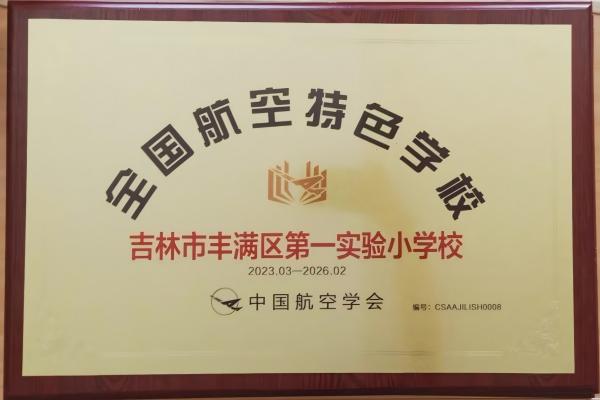 全国航空特色学校
吉林市丰满区第一实验小学校
2023.03—2026.02
中国航空学会
编号：CSAAJILISH0008